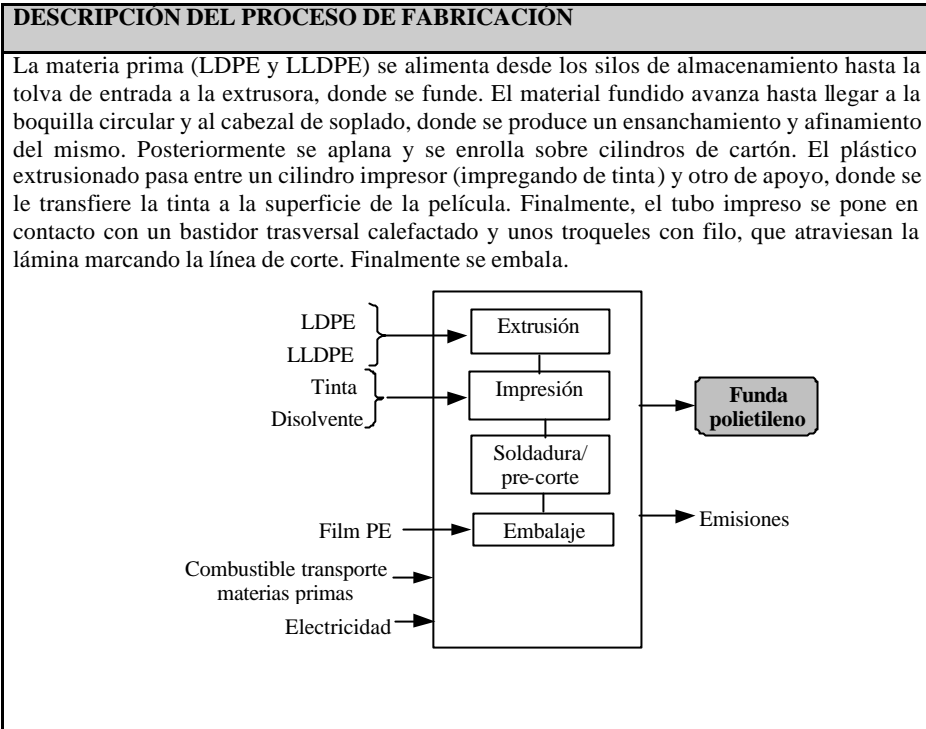 DESCRIPCIÓN DEL PROCESO DE FABRICACIÓN
La materia prima (LDPE y LLDPE) se alimenta desde los silos de almacenamiento hasta la
tolva de entrada a la extrusora, donde se funde. El material fundido avanza hasta llegar a la
boquilla circular y al cabezal de soplado, donde se produce un ensanchamiento y afinamiento
del mismo. Posteriormente se aplana y se enrolla sobre cilindros de cartón. El plástico
extrusionado pasa entre un cilindro impresor (impregando de tinta) y otro de apoyo, donde se
le transfiere la tinta a la superficie de la película. Finalmente, el tubo impreso se pone en
contacto con un bastidor trasversal calefactado y unos troqueles con filo, que atraviesan la
lámina marcando la línea de corte. Finalmente se embala.
LDPE
LLDPE
Extrusión
Tinta
Disolvente
Impresión
Funda
polietileno
Soldadura/
pre-corte
Film PE
Embalaje
Emisiones
Combustible transporte
materias primas
Electricidad